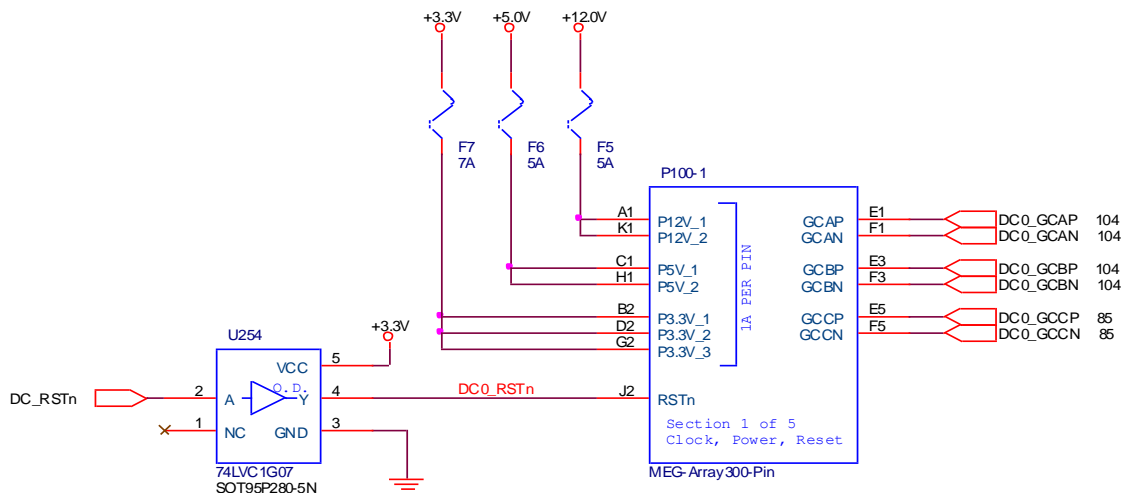 +3.3V +5.0V +12.0V
F7 F6 F5
7A 5A 5A
P100-1
A1 P12V_1 GCAP E1 DC0_GCAP 104
K1 P12V_2 GCAN F1 DC0_GCAN 104
C1 P5V_1 GCBP E3 DC0_GCBP 104
H1 P5V_2 GCBN F3 DC0_GCBN 104
1A PER PIN
B2 P3.3V_1 GCCP E5 DC0_GCCP 85
D2 P3.3V_2 GCCN F5 DC0_GCCN 85
G2 P3.3V_3
+3.3V
U254
VCC 5
DC_RSTn 2 A O.D. Y 4 DC0_RSTn J2 RSTn
1 NC GND 3
Section 1 of 5
Clock, Power, Reset
74LVC1G07
SOT95P280-5N
MEG-Array300-Pin